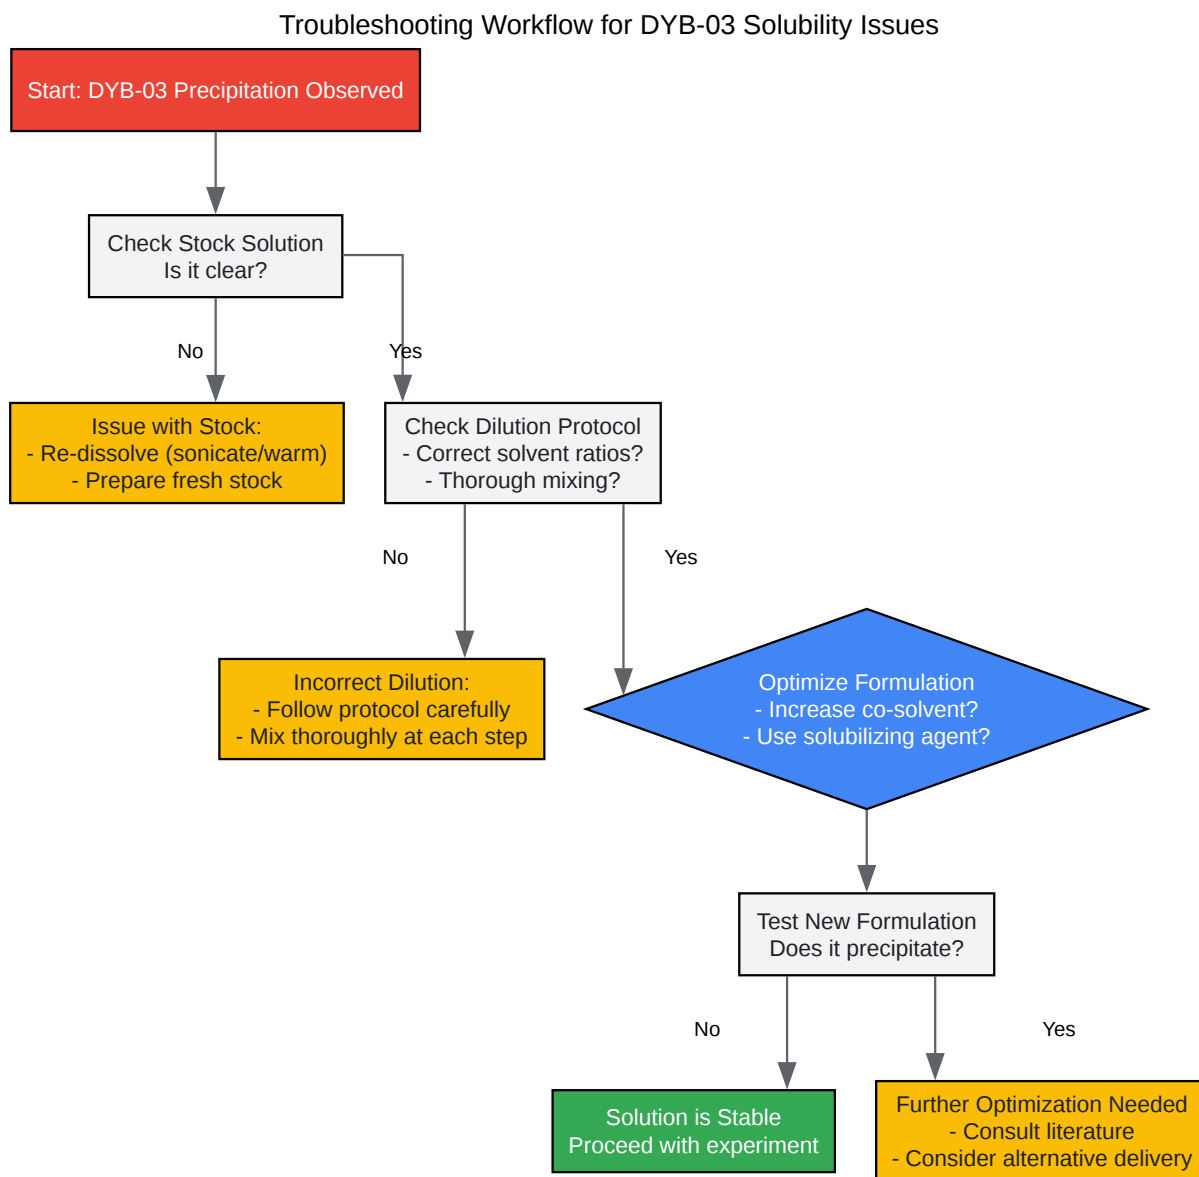 Troubleshooting Workflow for DYB-03 Solubility Issues
Start: DYB-03 Precipitation Observed
Check Stock Solution
Is it clear?
No
Yes
Issue with Stock:
- Re-dissolve (sonicate/warm)
- Prepare fresh stock
Check Dilution Protocol
- Correct solvent ratios?
- Thorough mixing?
No
Yes
Incorrect Dilution:
- Follow protocol carefully
- Mix thoroughly at each step
Optimize Formulation
- Increase co-solvent?
- Use solubilizing agent?
Test New Formulation
Does it precipitate?
No
Yes
Solution is Stable
Proceed with experiment
Further Optimization Needed
- Consult literature
- Consider alternative delivery